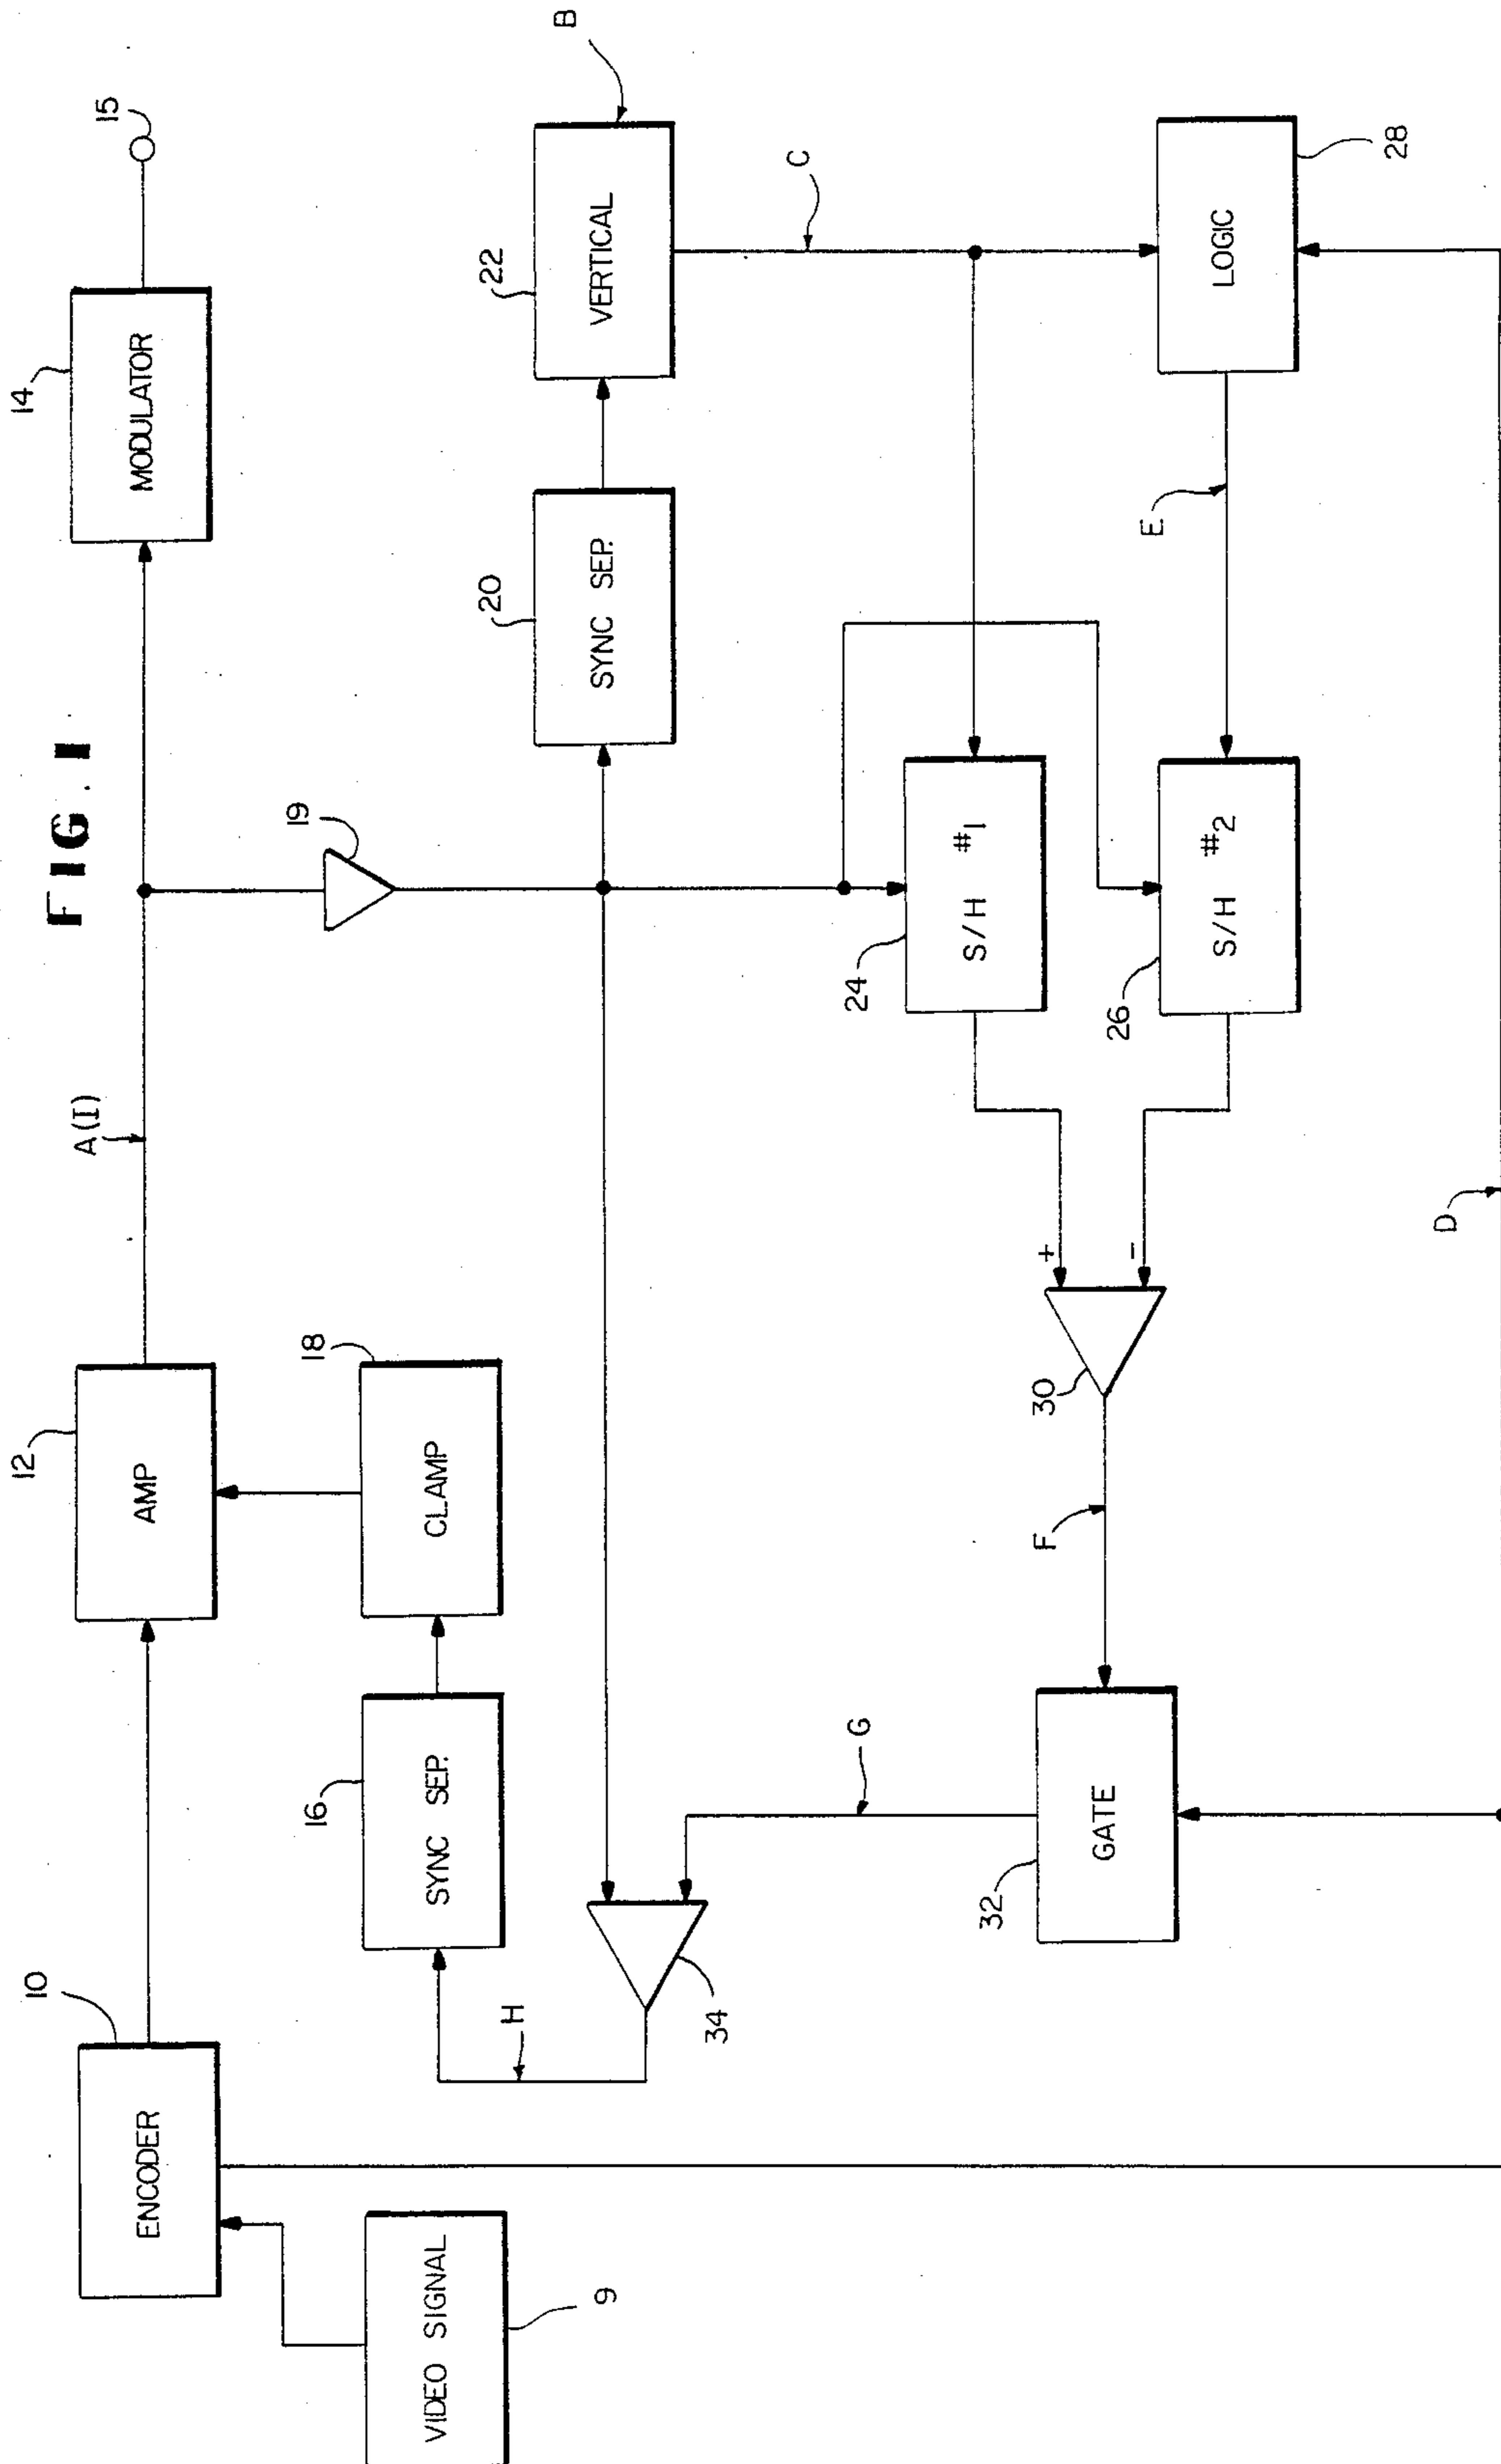 FIG. 1
10
ENCODER
12
AMP
A(I)
14
MODULATOR
15
VIDEO SIGNAL
9
16
SYNC SEP.
18
CLAMP
19
20
SYNC SEP.
22
VERTICAL
B
H
34
G
C
24
S/H #1
32
GATE
F
30
+
-
26
S/H #2
E
LOGIC
28
D